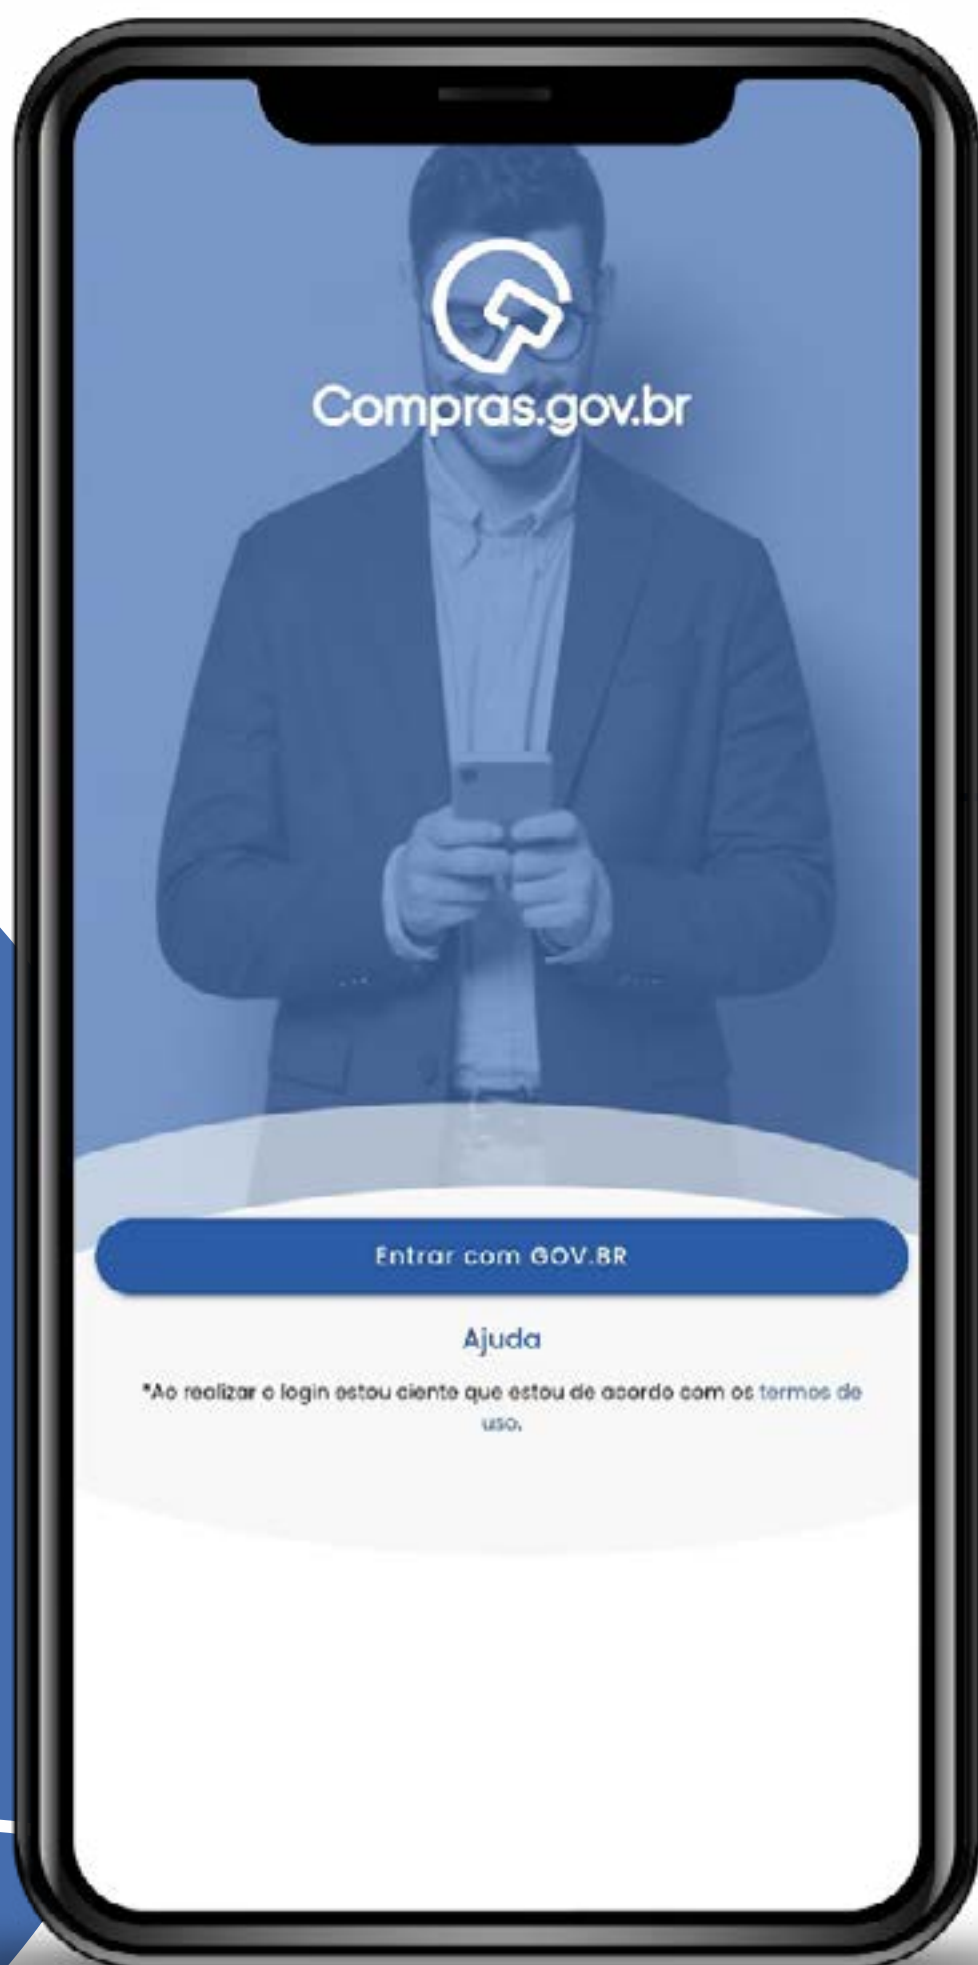 Compras.gov.br
Entrar com GOV.BR
Ajuda
*Ao realizar o login estou ciente que estou de acordo com os termos de
uso.